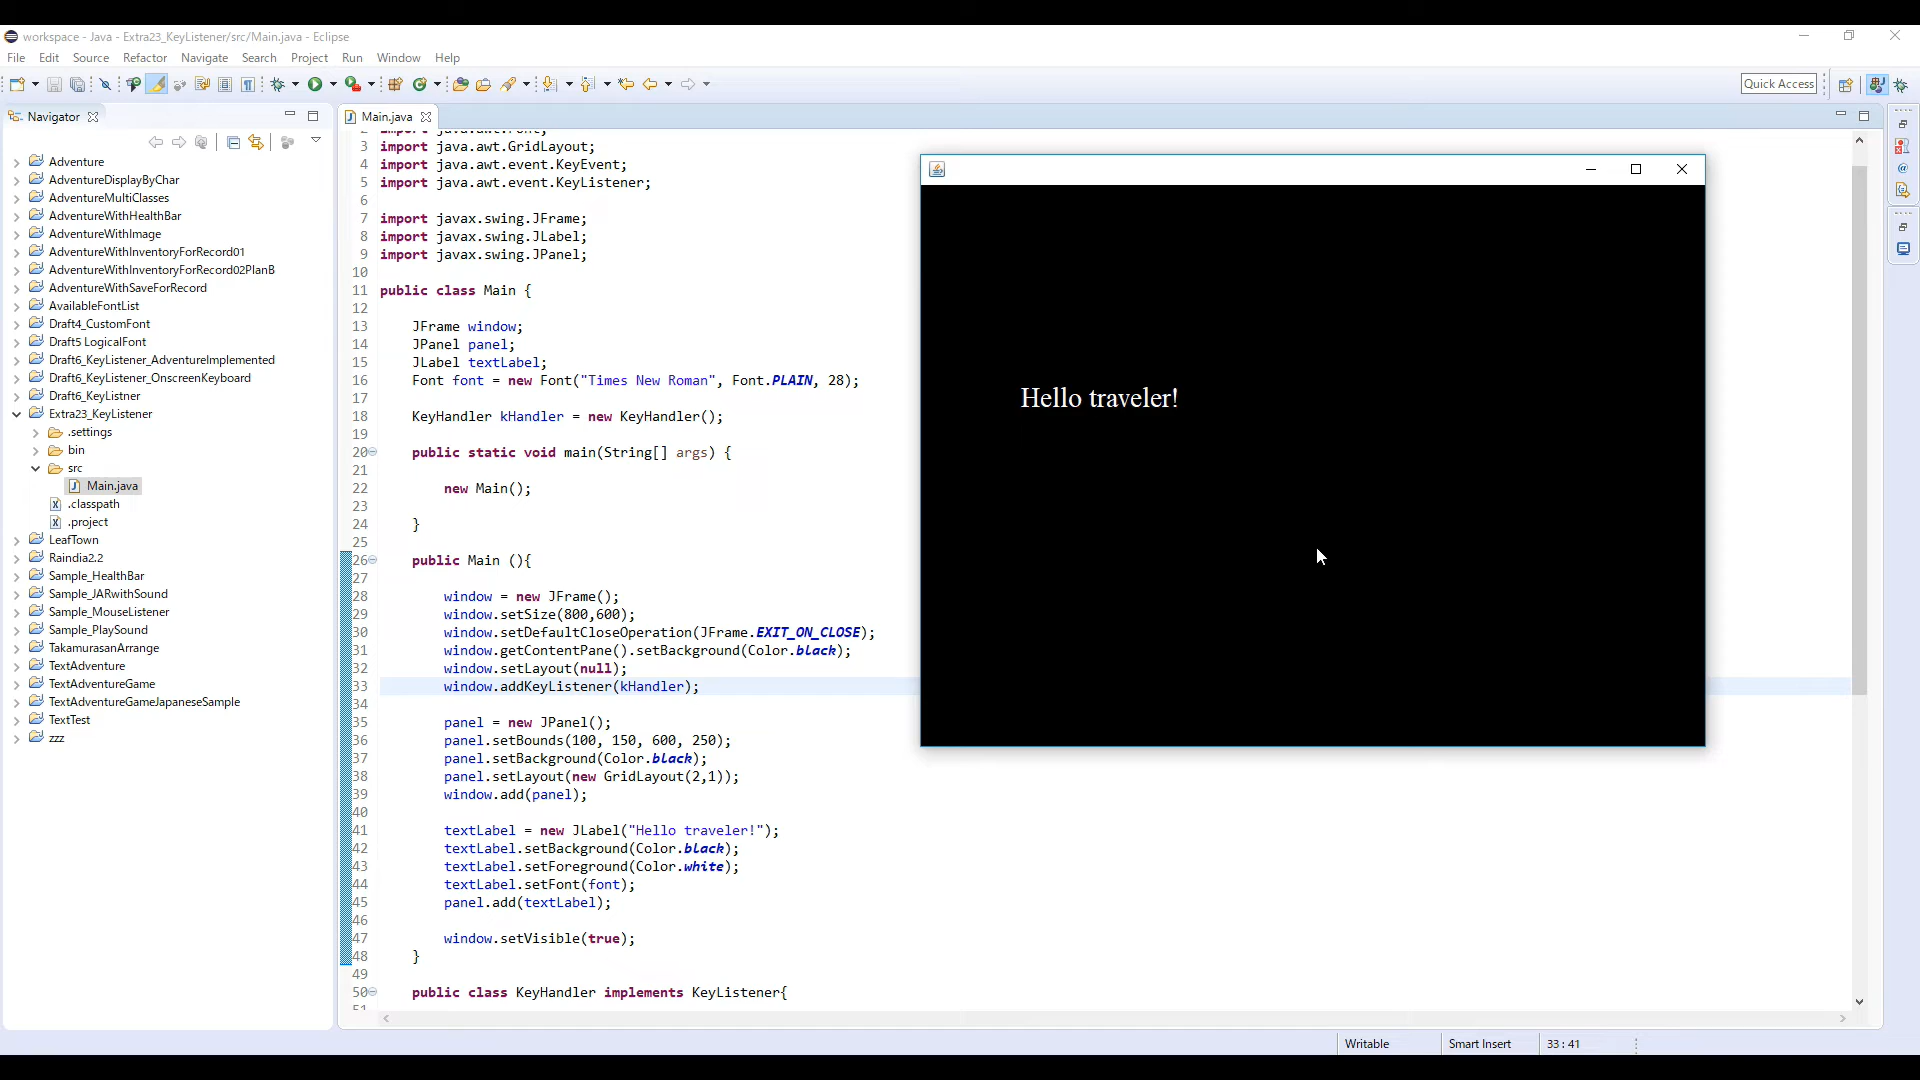 workspace - Java - Extra23_KeyListener/src/Main.java - Eclipse
File Edit Source Refactor Navigate Search Project Run Window Help
Quick Access
Navigator
Adventure
AdventureDisplayByChar
AdventureMultiClasses
AdventureWithHealthBar
AdventureWithImage
AdventureWithInventoryForRecord01
AdventureWithInventoryForRecord02PlanB
AdventureWithSaveForRecord
AvailableFontList
Draft4_CustomFont
Draft5 LogicalFont
Draft6_KeyListener_AdventureImplemented
Draft6_KeyListener_OnscreenKeyboard
Draft6_KeyListner
Extra23_KeyListener
.settings
bin
src
Main.java
.classpath
.project
LeafTown
Raindia2.2
Sample_HealthBar
Sample_JARwithSound
Sample_MouseListener
Sample_PlaySound
TakamurasanArrange
TextAdventure
TextAdventureGame
TextAdventureGameJapaneseSample
TextTest
zzz
Main.java
2 import java.awt.Font;
3 import java.awt.GridLayout;
4 import java.awt.event.KeyEvent;
5 import java.awt.event.KeyListener;
6
7 import javax.swing.JFrame;
8 import javax.swing.JLabel;
9 import javax.swing.JPanel;
10
11 public class Main {
12
13 JFrame window;
14 JPanel panel;
15 JLabel textLabel;
16 Font font = new Font("Times New Roman", Font.PLAIN, 28);
17
18 KeyHandler kHandler = new KeyHandler();
19
20 public static void main(String[] args) {
21
22 new Main();
23
24 }
25
26 public Main (){
27
28 window = new JFrame();
29 window.setSize(800,600);
30 window.setDefaultCloseOperation(JFrame.EXIT_ON_CLOSE);
31 window.getContentPane().setBackground(Color.black);
32 window.setLayout(null);
33 window.addKeyListener(kHandler);
34
35 panel = new JPanel();
36 panel.setBounds(100, 150, 600, 250);
37 panel.setBackground(Color.black);
38 panel.setLayout(new GridLayout(2,1));
39 window.add(panel);
40
41 textLabel = new JLabel("Hello traveler!");
42 textLabel.setBackground(Color.black);
43 textLabel.setForeground(Color.white);
44 textLabel.setFont(font);
45 panel.add(textLabel);
46
47 window.setVisible(true);
48 }
49
50 public class KeyHandler implements KeyListener{
51
Hello traveler!
Writable Smart Insert 33 : 41